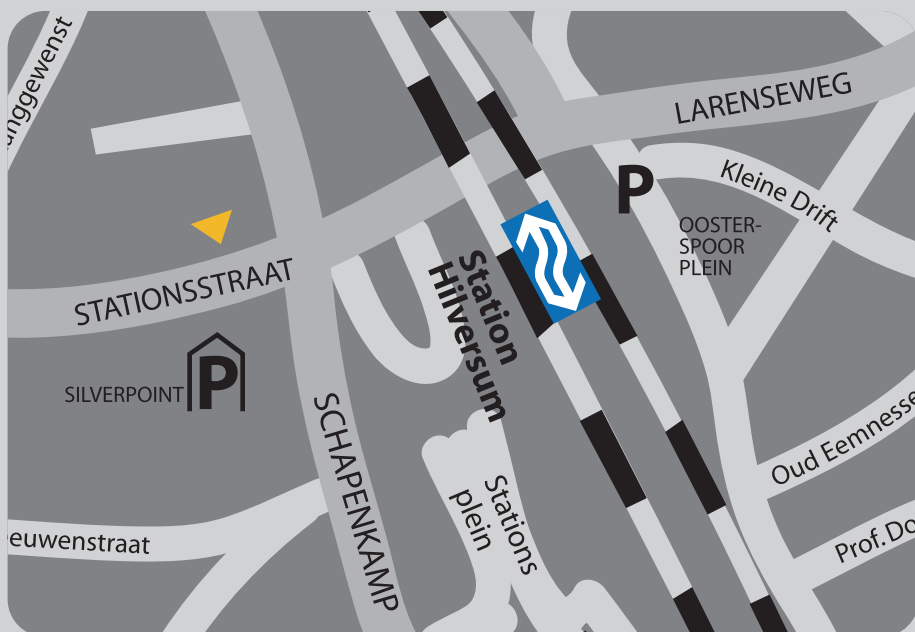 LARENSEWEG
P
Kleine Drift
OOSTER-
SPOOR
PLEIN
STATIONSSTRAAT
Station
Hilversum
SILVERPOINT
P
SCHAPENKAMP
Stations
plein
Oud Eemnesse
euwenstraat
Prof. Do
anggewenst